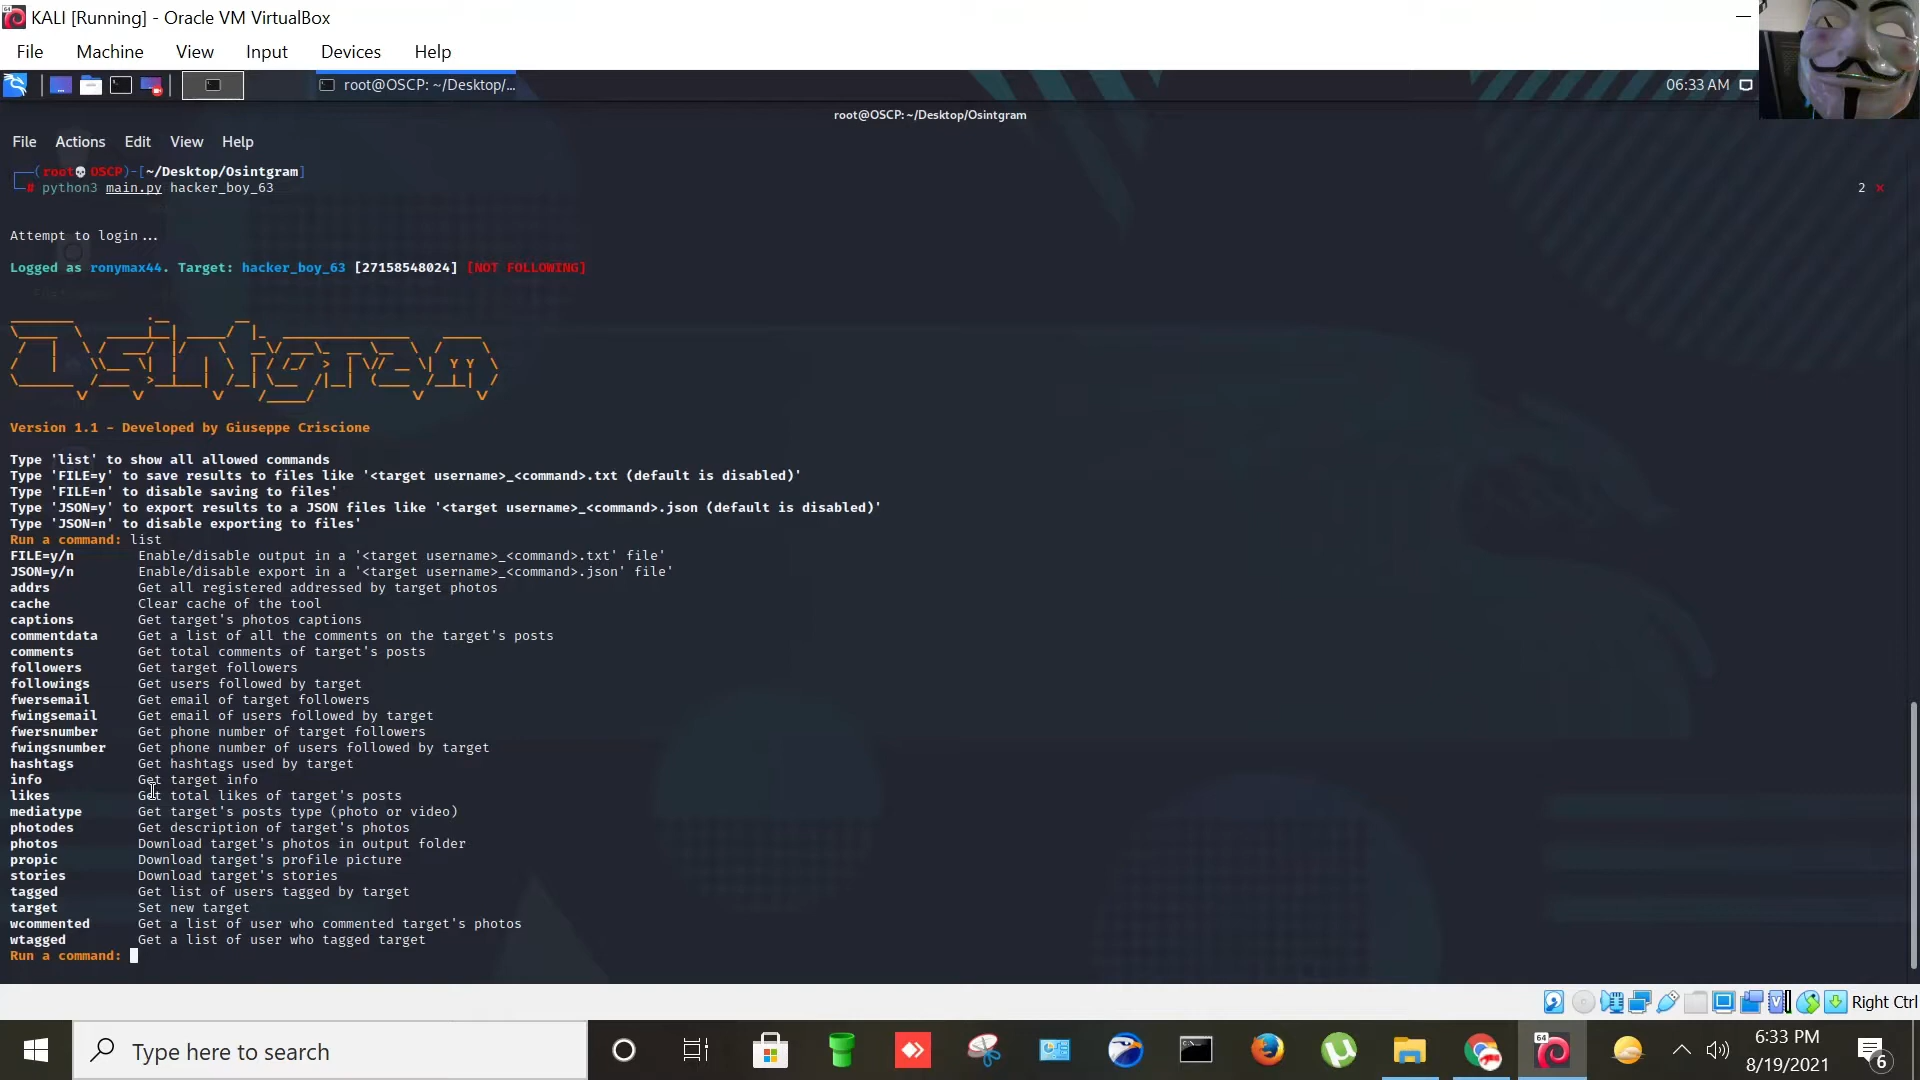 KALI [Running] - Oracle VM VirtualBox
File Machine View Input Devices Help
root@OSCP: ~/Desktop/...
06:33 AM
root@OSCP: ~/Desktop/Osintgram
File Actions Edit View Help
(root💀OSCP)-[~/Desktop/Osintgram]
# python3 main.py hacker_boy_63
2 ×
Attempt to login...
Logged as ronymax44. Target: hacker_boy_63 [27158548024] [NOT FOLLOWING]
Osintgram
Version 1.1 - Developed by Giuseppe Criscione
Type 'list' to show all allowed commands
Type 'FILE=y' to save results to files like '<target username>_<command>.txt (default is disabled)'
Type 'FILE=n' to disable saving to files'
Type 'JSON=y' to export results to a JSON files like '<target username>_<command>.json (default is disabled)'
Type 'JSON=n' to disable exporting to files'
Run a command: list
FILE=y/n Enable/disable output in a '<target username>_<command>.txt' file'
JSON=y/n Enable/disable export in a '<target username>_<command>.json' file'
addrs Get all registered addressed by target photos
cache Clear cache of the tool
captions Get target's photos captions
commentdata Get a list of all the comments on the target's posts
comments Get total comments of target's posts
followers Get target followers
followings Get users followed by target
fwersemail Get email of target followers
fwingsemail Get email of users followed by target
fwersnumber Get phone number of target followers
fwingsnumber Get phone number of users followed by target
hashtags Get hashtags used by target
info Get target info
likes Get total likes of target's posts
mediatype Get target's posts type (photo or video)
photodes Get description of target's photos
photos Download target's photos in output folder
propic Download target's profile picture
stories Download target's stories
tagged Get list of users tagged by target
target Set new target
wcommented Get a list of user who commented target's photos
wtagged Get a list of user who tagged target
Run a command:
Right Ctrl
Type here to search
64
6:33 PM
8/19/2021
6